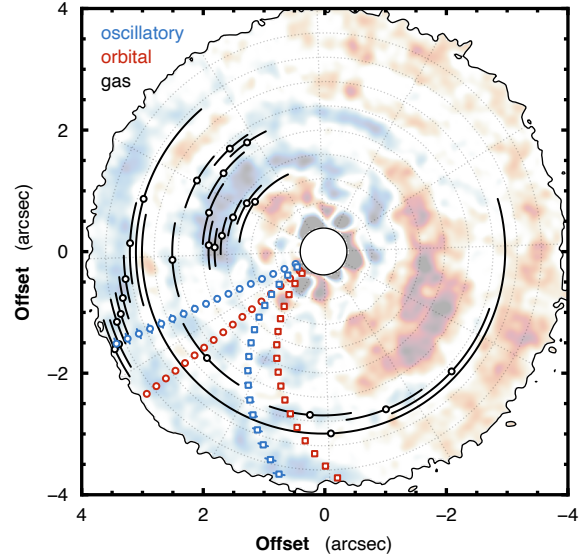 4
oscillatory
orbital
gas
2
0
−2
−4
Offset (arcsec)
4 2 0 −2 −4
Offset (arcsec)